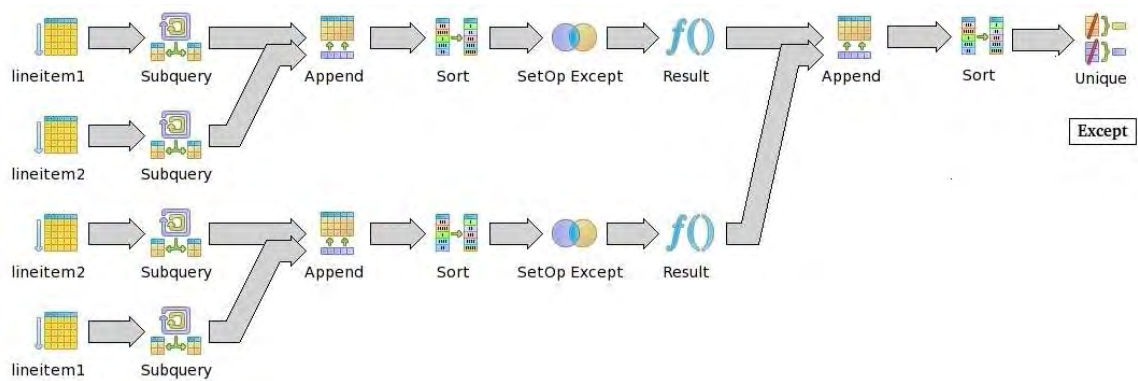 lineitem1 Subquery Append Sort SetOp Except Result Append Sort Unique
Except
lineitem2 Subquery
lineitem2 Subquery Append Sort SetOp Except Result
lineitem1 Subquery